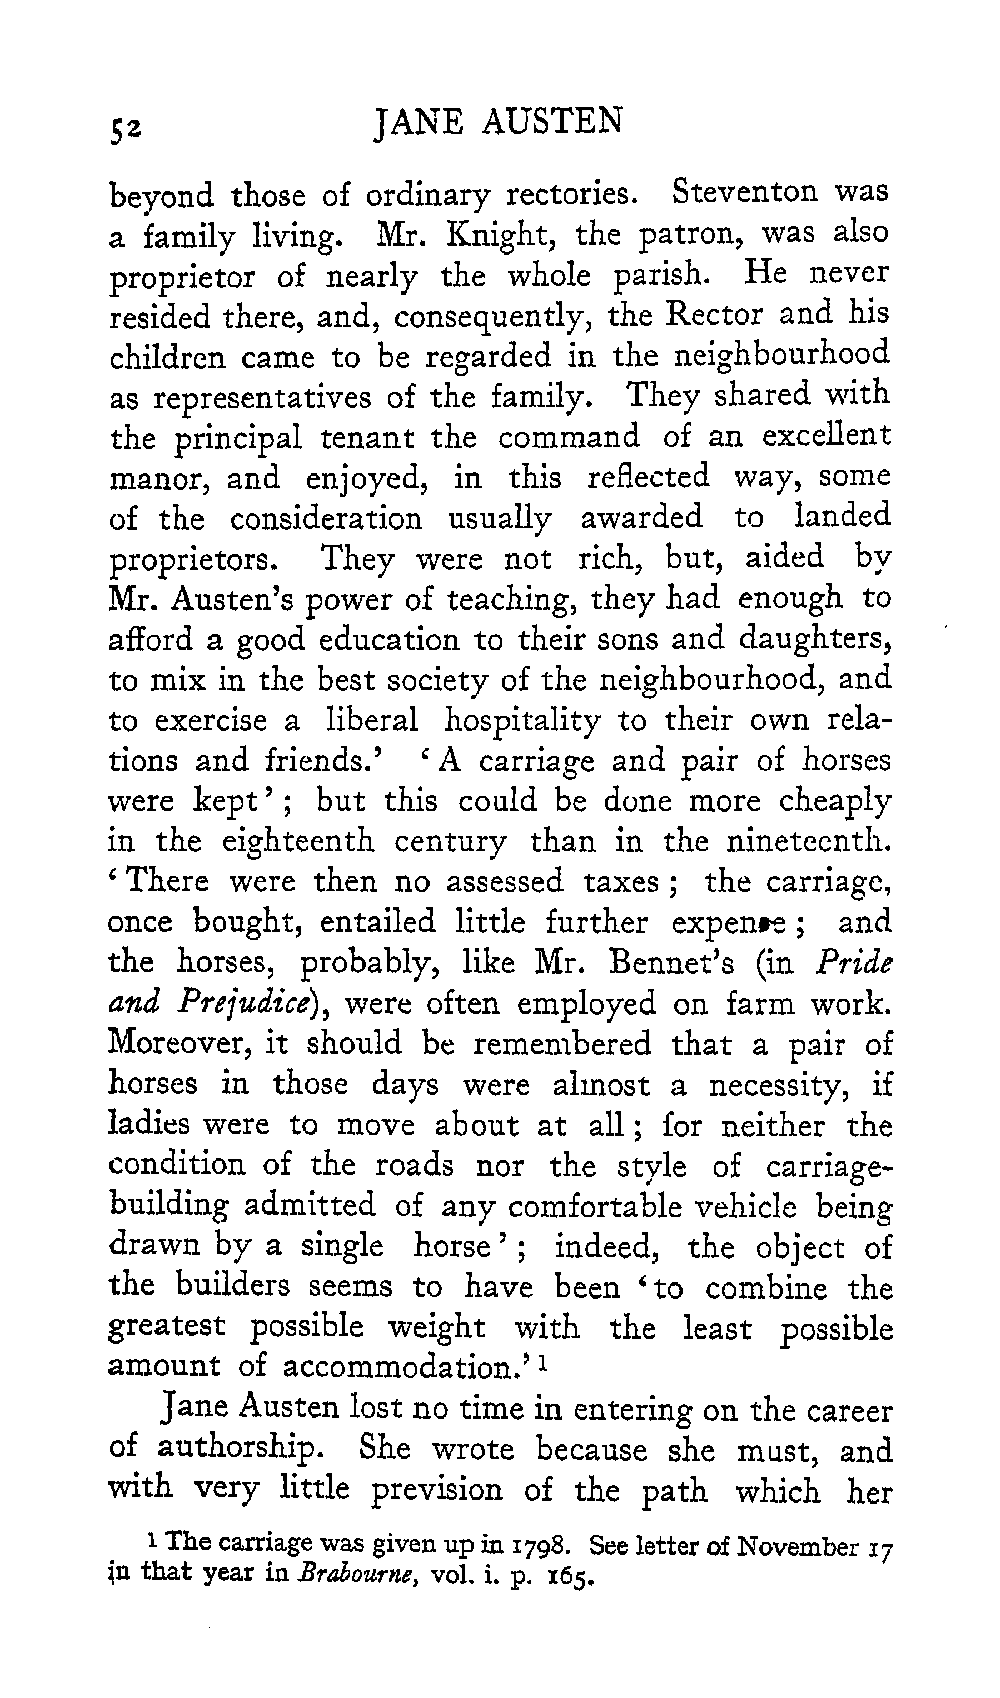 52 JANE AUSTEN
beyond those of ordinary rectories. Steventon was
a family living. Mr. Knight, the patron, was also
proprietor of nearly the whole parish. He never
resided there, and, consequently, the Rector and his
children came to be regarded in the neighbourhood
as representatives of the family. They shared with
the principal tenant the command of an excellent
manor, and enjoyed, in this reflected way, some
of the consideration usually awarded to landed
proprietors. They were not rich, but, aided by
Mr. Austen's power of teaching, they had enough to
afford a good education to their sons and daughters,
to mix in the best society of the neighbourhood, and
to exercise a liberal hospitality to their own rela-
tions and friends.' 'A carriage and pair of horses
were kept'; but this could be done more cheaply
in the eighteenth century than in the nineteenth.
'There were then no assessed taxes; the carriage,
once bought, entailed little further expense; and
the horses, probably, like Mr. Bennet's (in Pride
and Prejudice), were often employed on farm work.
Moreover, it should be remembered that a pair of
horses in those days were almost a necessity, if
ladies were to move about at all; for neither the
condition of the roads nor the style of carriage-
building admitted of any comfortable vehicle being
drawn by a single horse'; indeed, the object of
the builders seems to have been 'to combine the
greatest possible weight with the least possible
amount of accommodation.' 1
Jane Austen lost no time in entering on the career
of authorship. She wrote because she must, and
with very little prevision of the path which her
1 The carriage was given up in 1798. See letter of November 17
in that year in Brabourne, vol. i. p. 165.